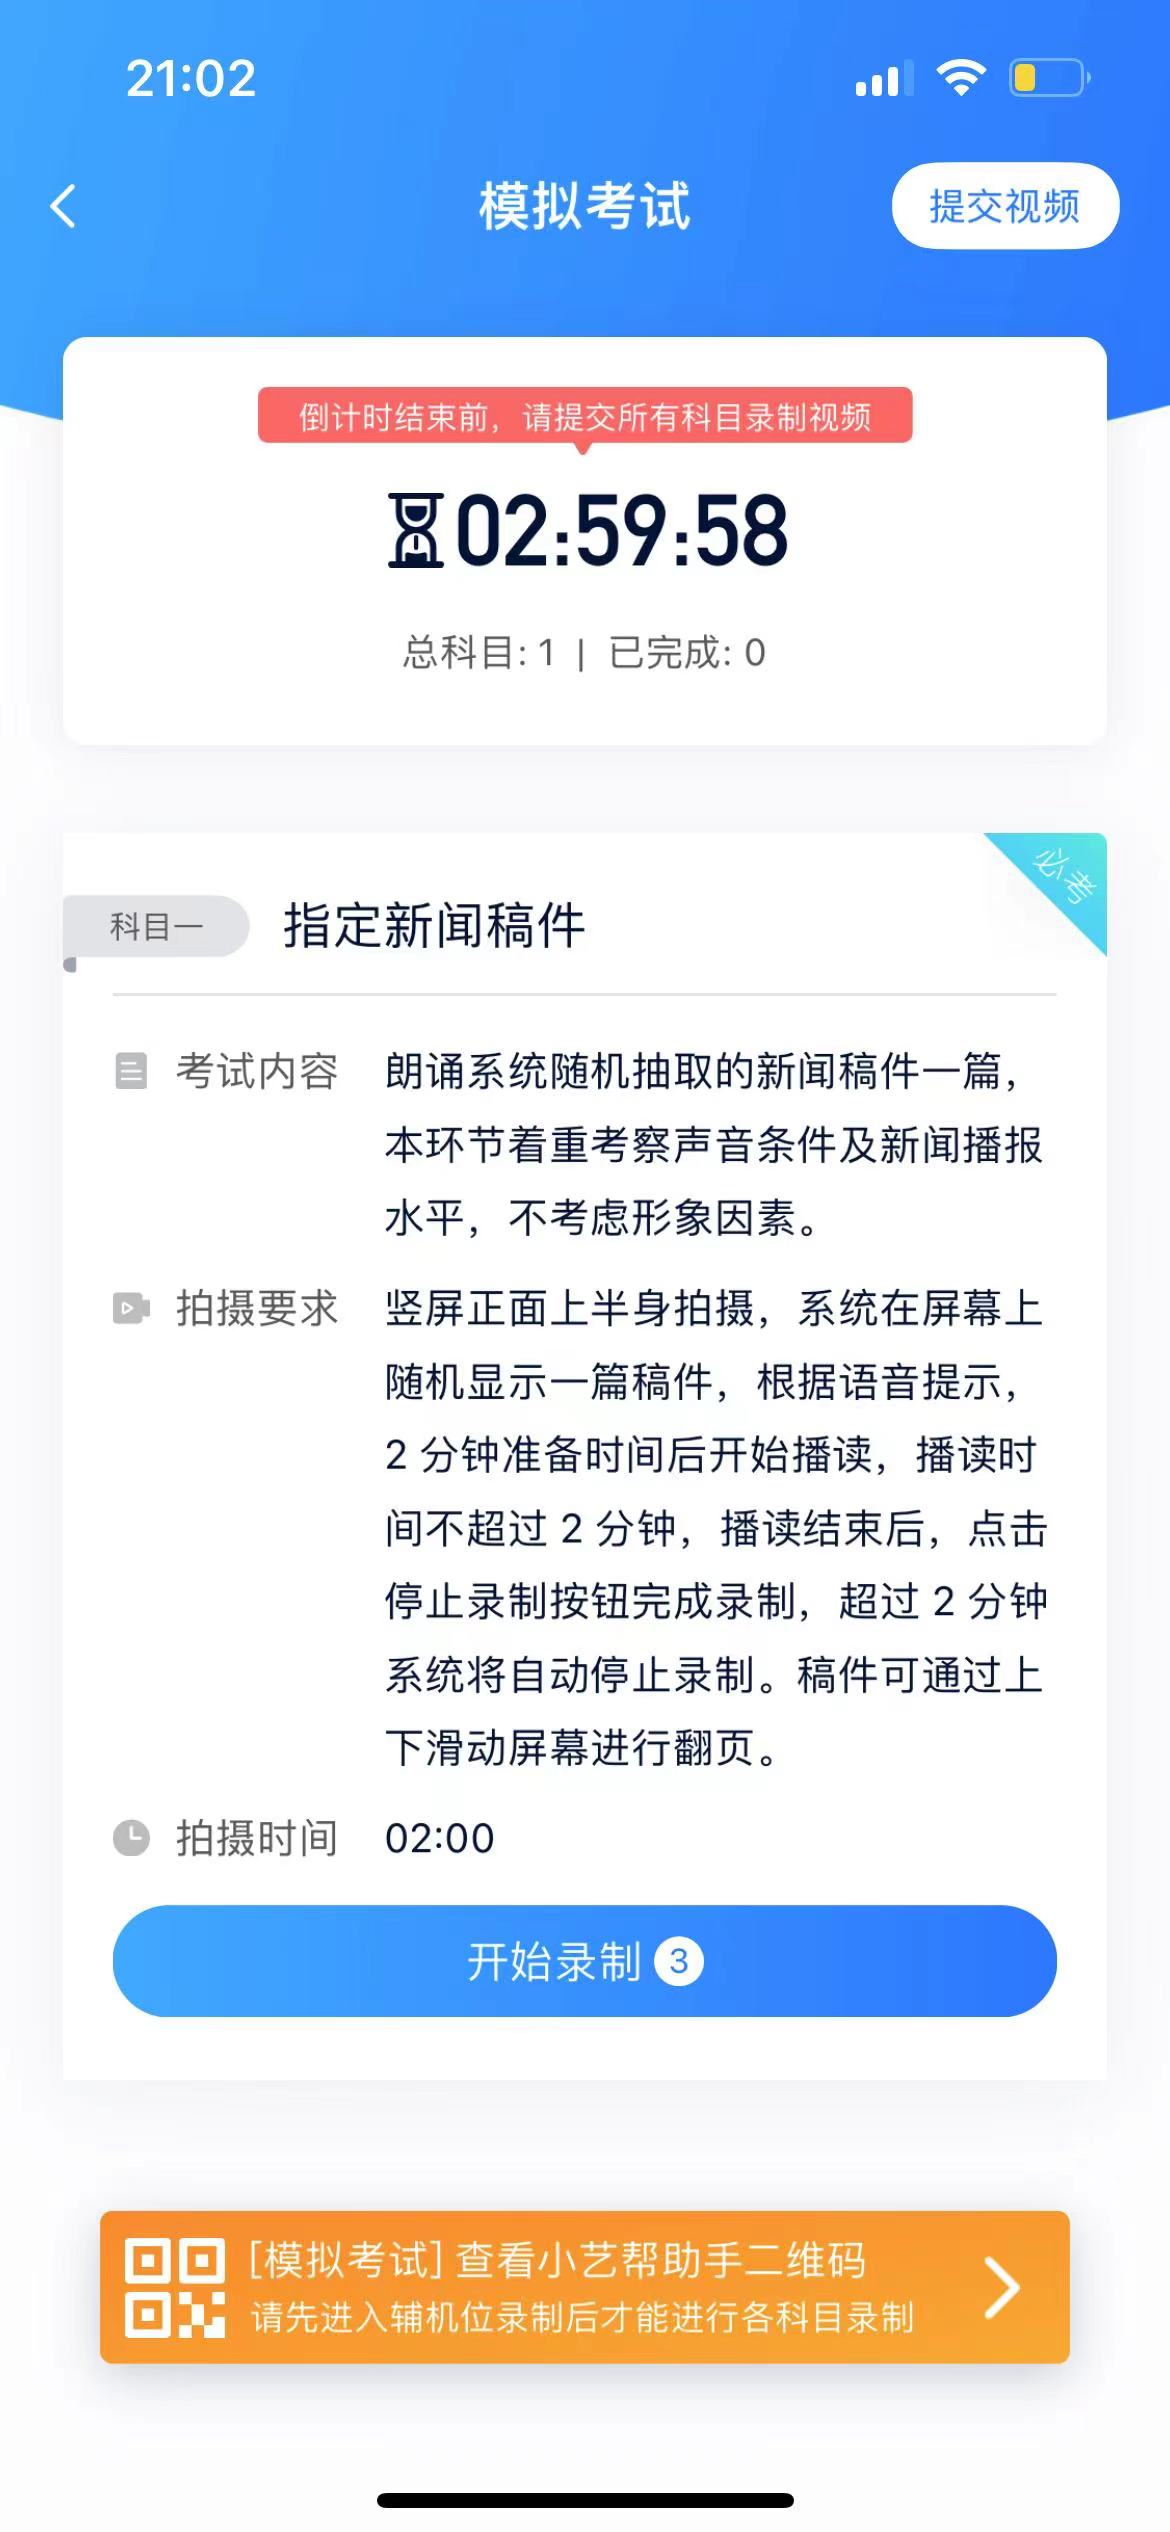 21:02
模拟考试
提交视频
倒计时结束前，请提交所有科目录制视频
02:59:58
总科目: 1 | 已完成: 0
必考
科目一
指定新闻稿件
考试内容
朗诵系统随机抽取的新闻稿件一篇，
本环节着重考察声音条件及新闻播报
水平，不考虑形象因素。
拍摄要求
竖屏正面上半身拍摄，系统在屏幕上
随机显示一篇稿件，根据语音提示，
2 分钟准备时间后开始播读，播读时
间不超过 2 分钟，播读结束后，点击
停止录制按钮完成录制，超过 2 分钟
系统将自动停止录制。稿件可通过上
下滑动屏幕进行翻页。
拍摄时间
02:00
开始录制 3
[模拟考试] 查看小艺帮助手二维码
请先进入辅机位录制后才能进行各科目录制